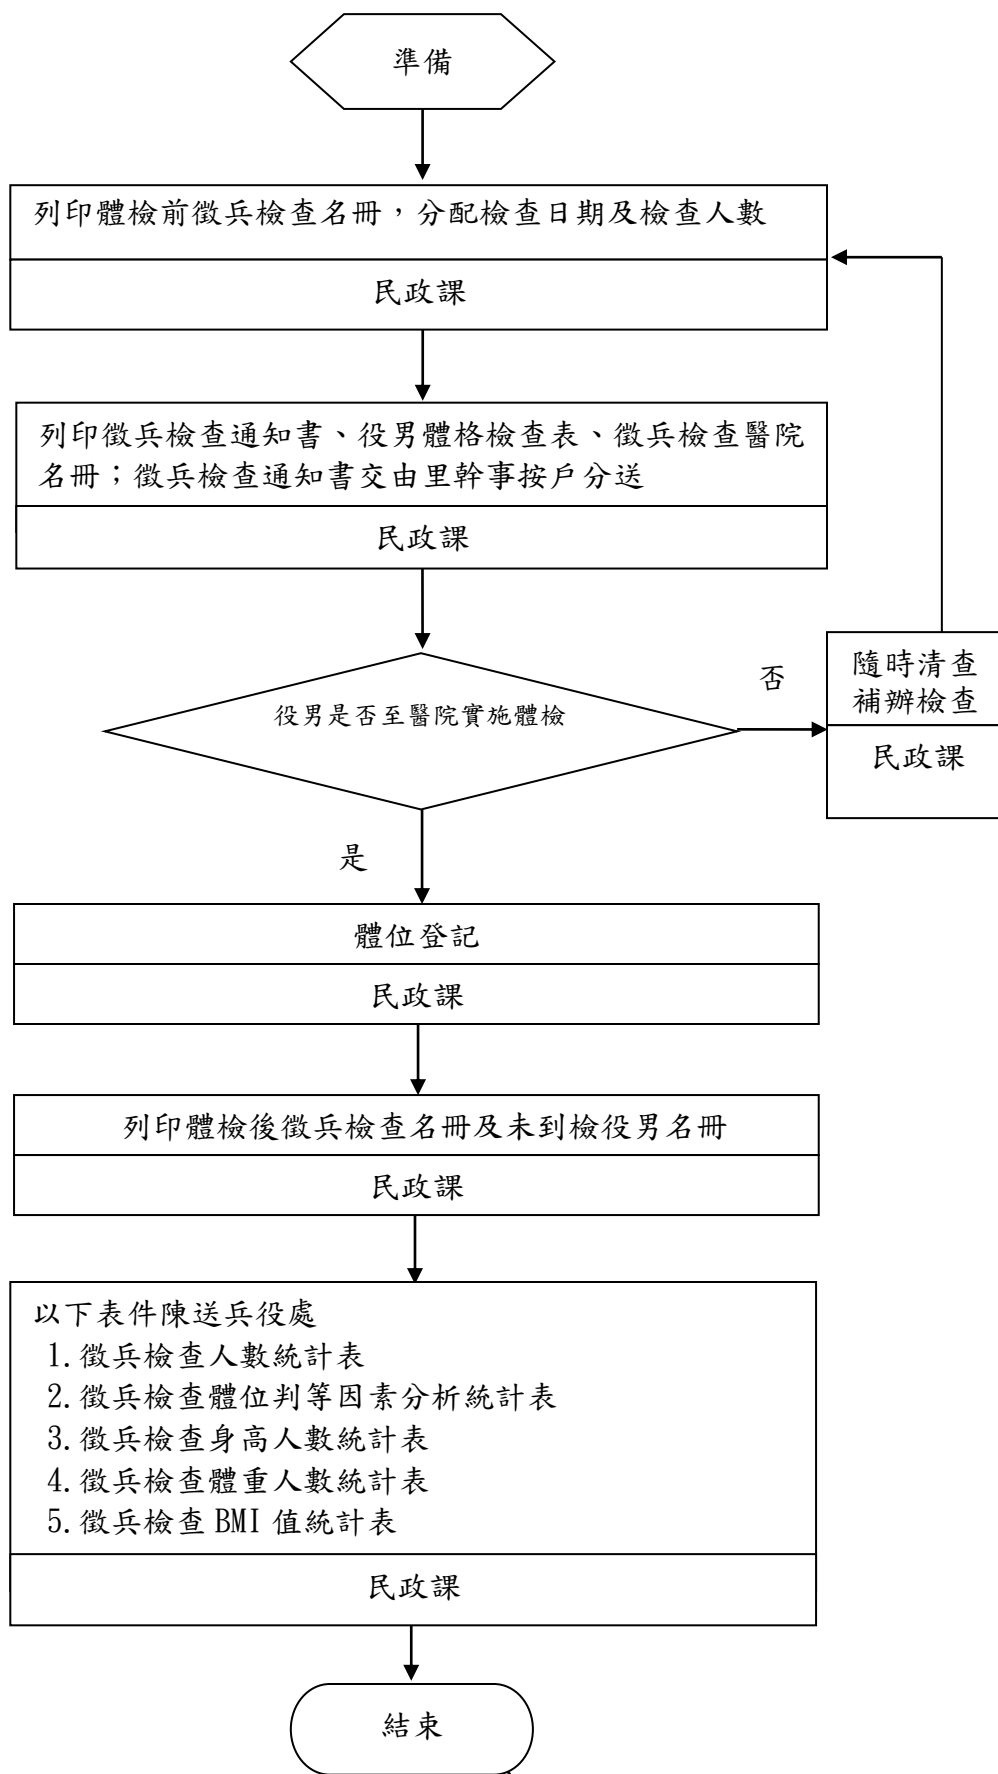 準備
列印體檢前徵兵檢查名冊，分配檢查日期及檢查人數
民政課
列印徵兵檢查通知書、役男體格檢查表、徵兵檢查醫院
名冊；徵兵檢查通知書交由里幹事按戶分送
民政課
役男是否至醫院實施體檢
否
隨時清查
補辦檢查
民政課
是
體位登記
民政課
列印體檢後徵兵檢查名冊及未到檢役男名冊
民政課
以下表件陳送兵役處
1.徵兵檢查人數統計表
2.徵兵檢查體位判等因素分析統計表
3.徵兵檢查身高人數統計表
4.徵兵檢查體重人數統計表
5.徵兵檢查 BMI 值統計表
民政課
結束